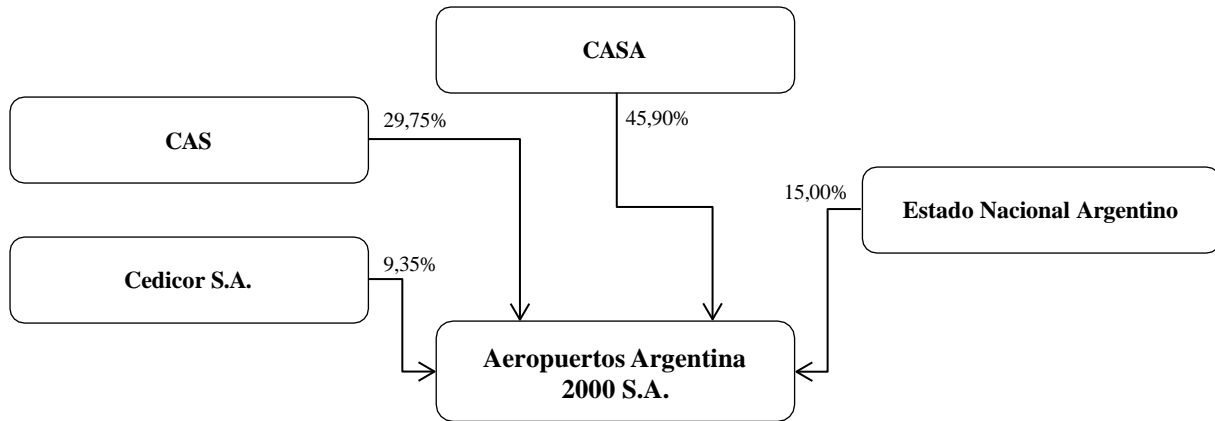 CASA
CAS
29,75%
45,90%
15,00%
Estado Nacional Argentino
Cedicor S.A.
9,35%
Aeropuertos Argentina
2000 S.A.